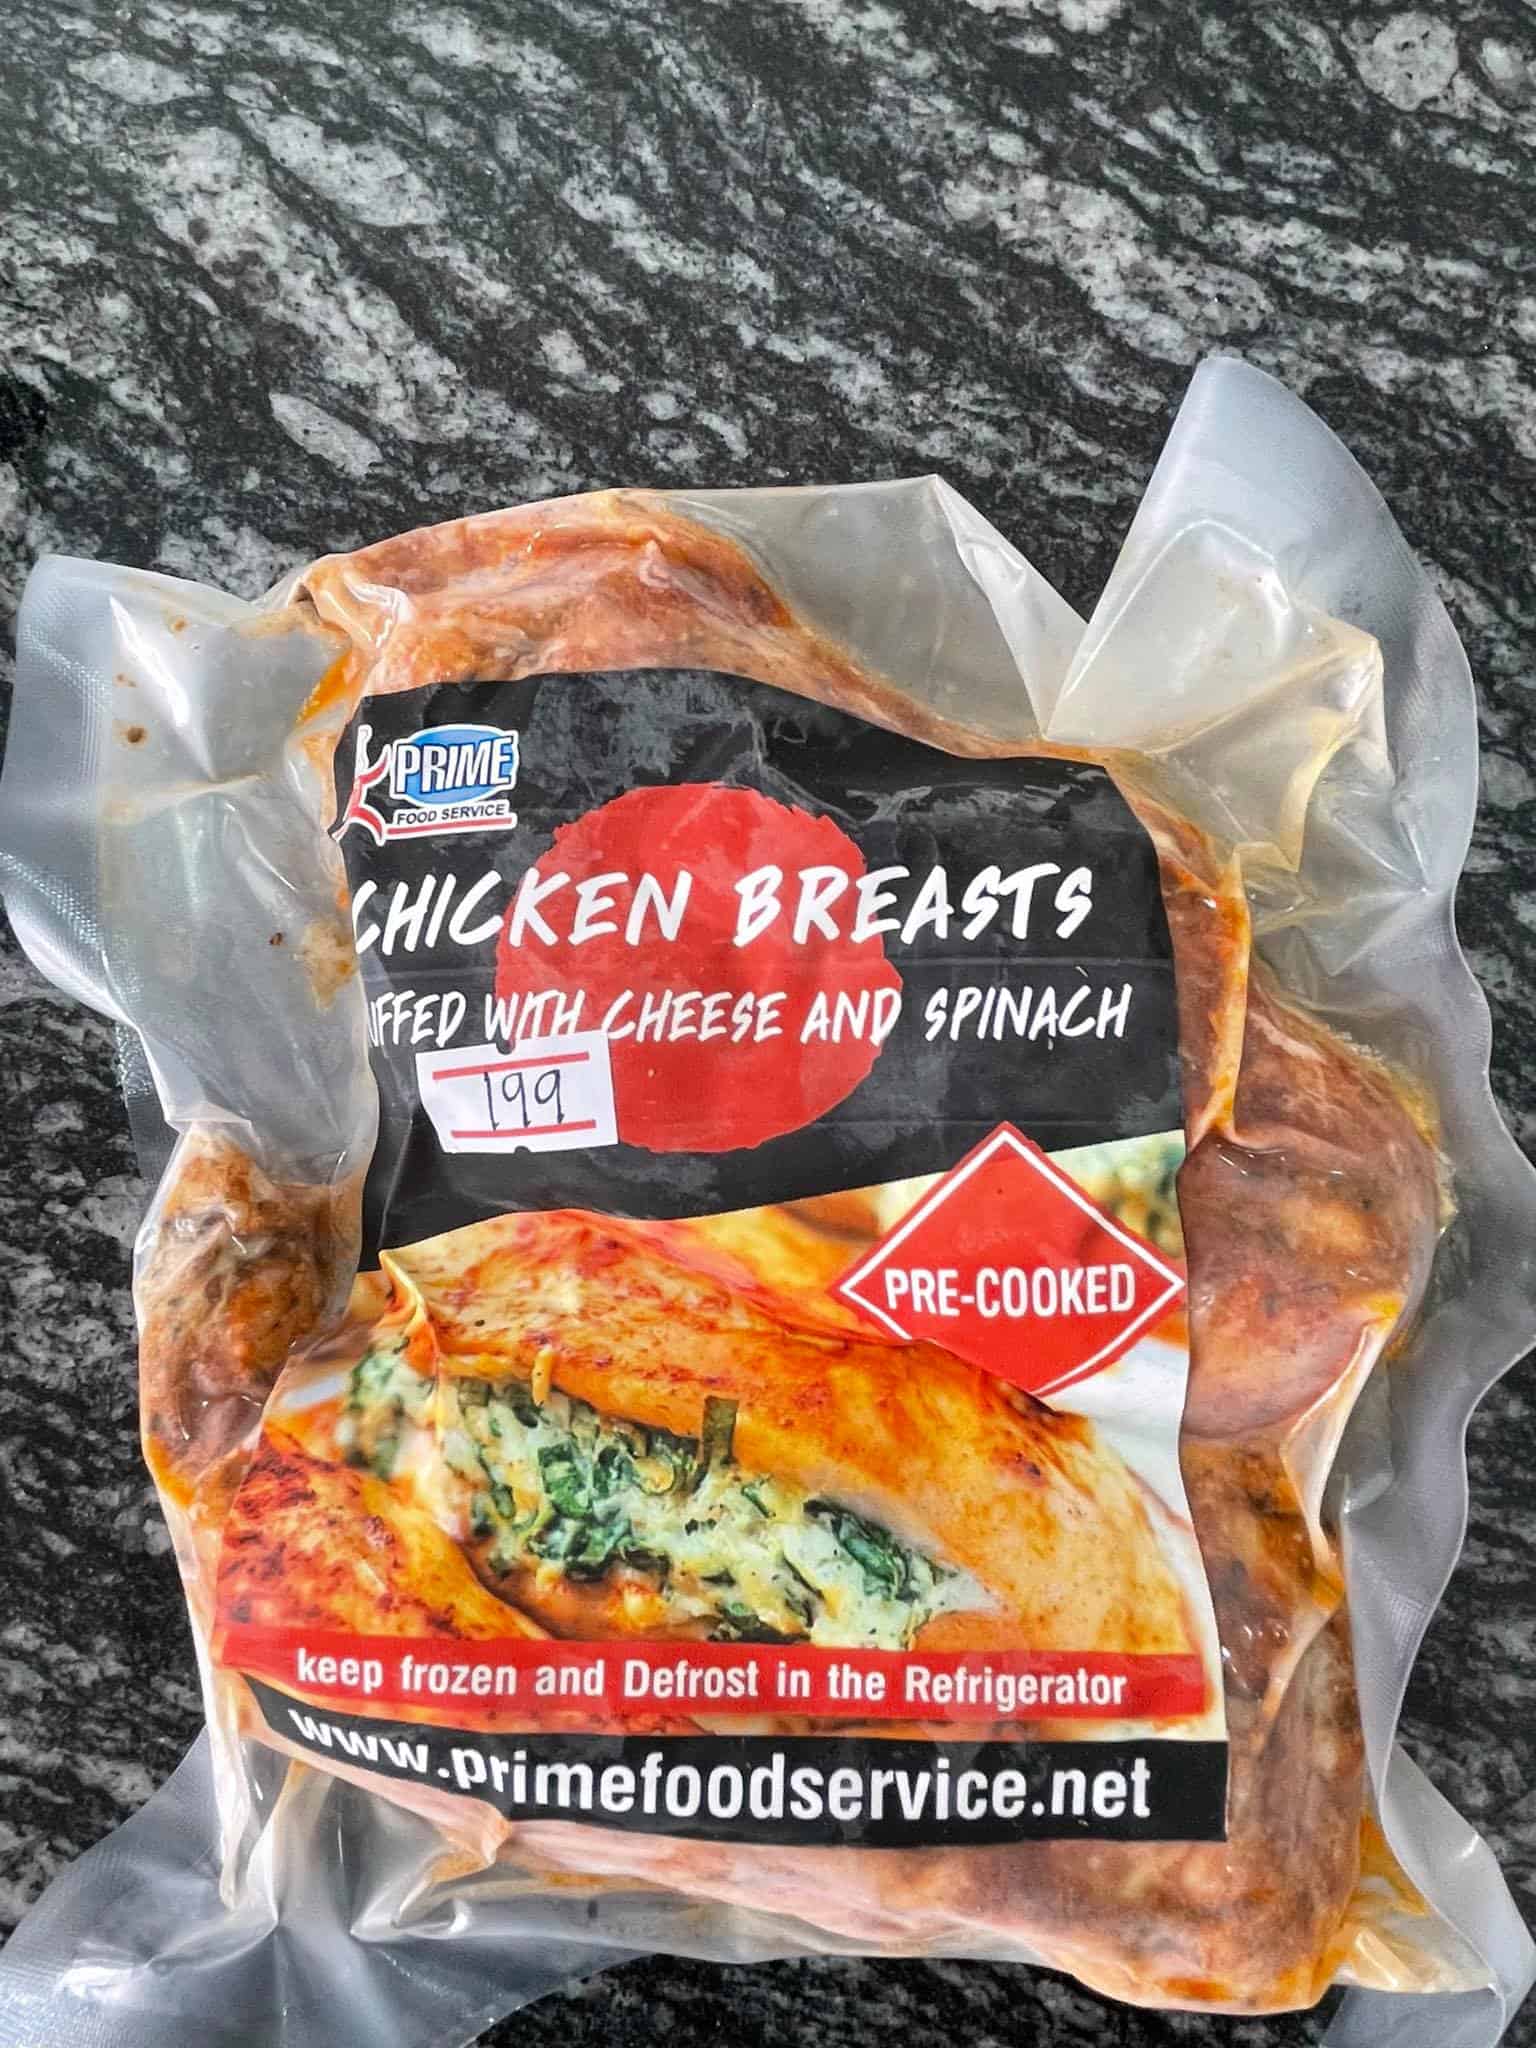 PRIME
FOOD SERVICE
CHICKEN BREASTS
UFFED WITH CHEESE AND SPINACH
199
PRE-COOKED
keep frozen and Defrost in the Refrigerator
www.primefoodservice.net